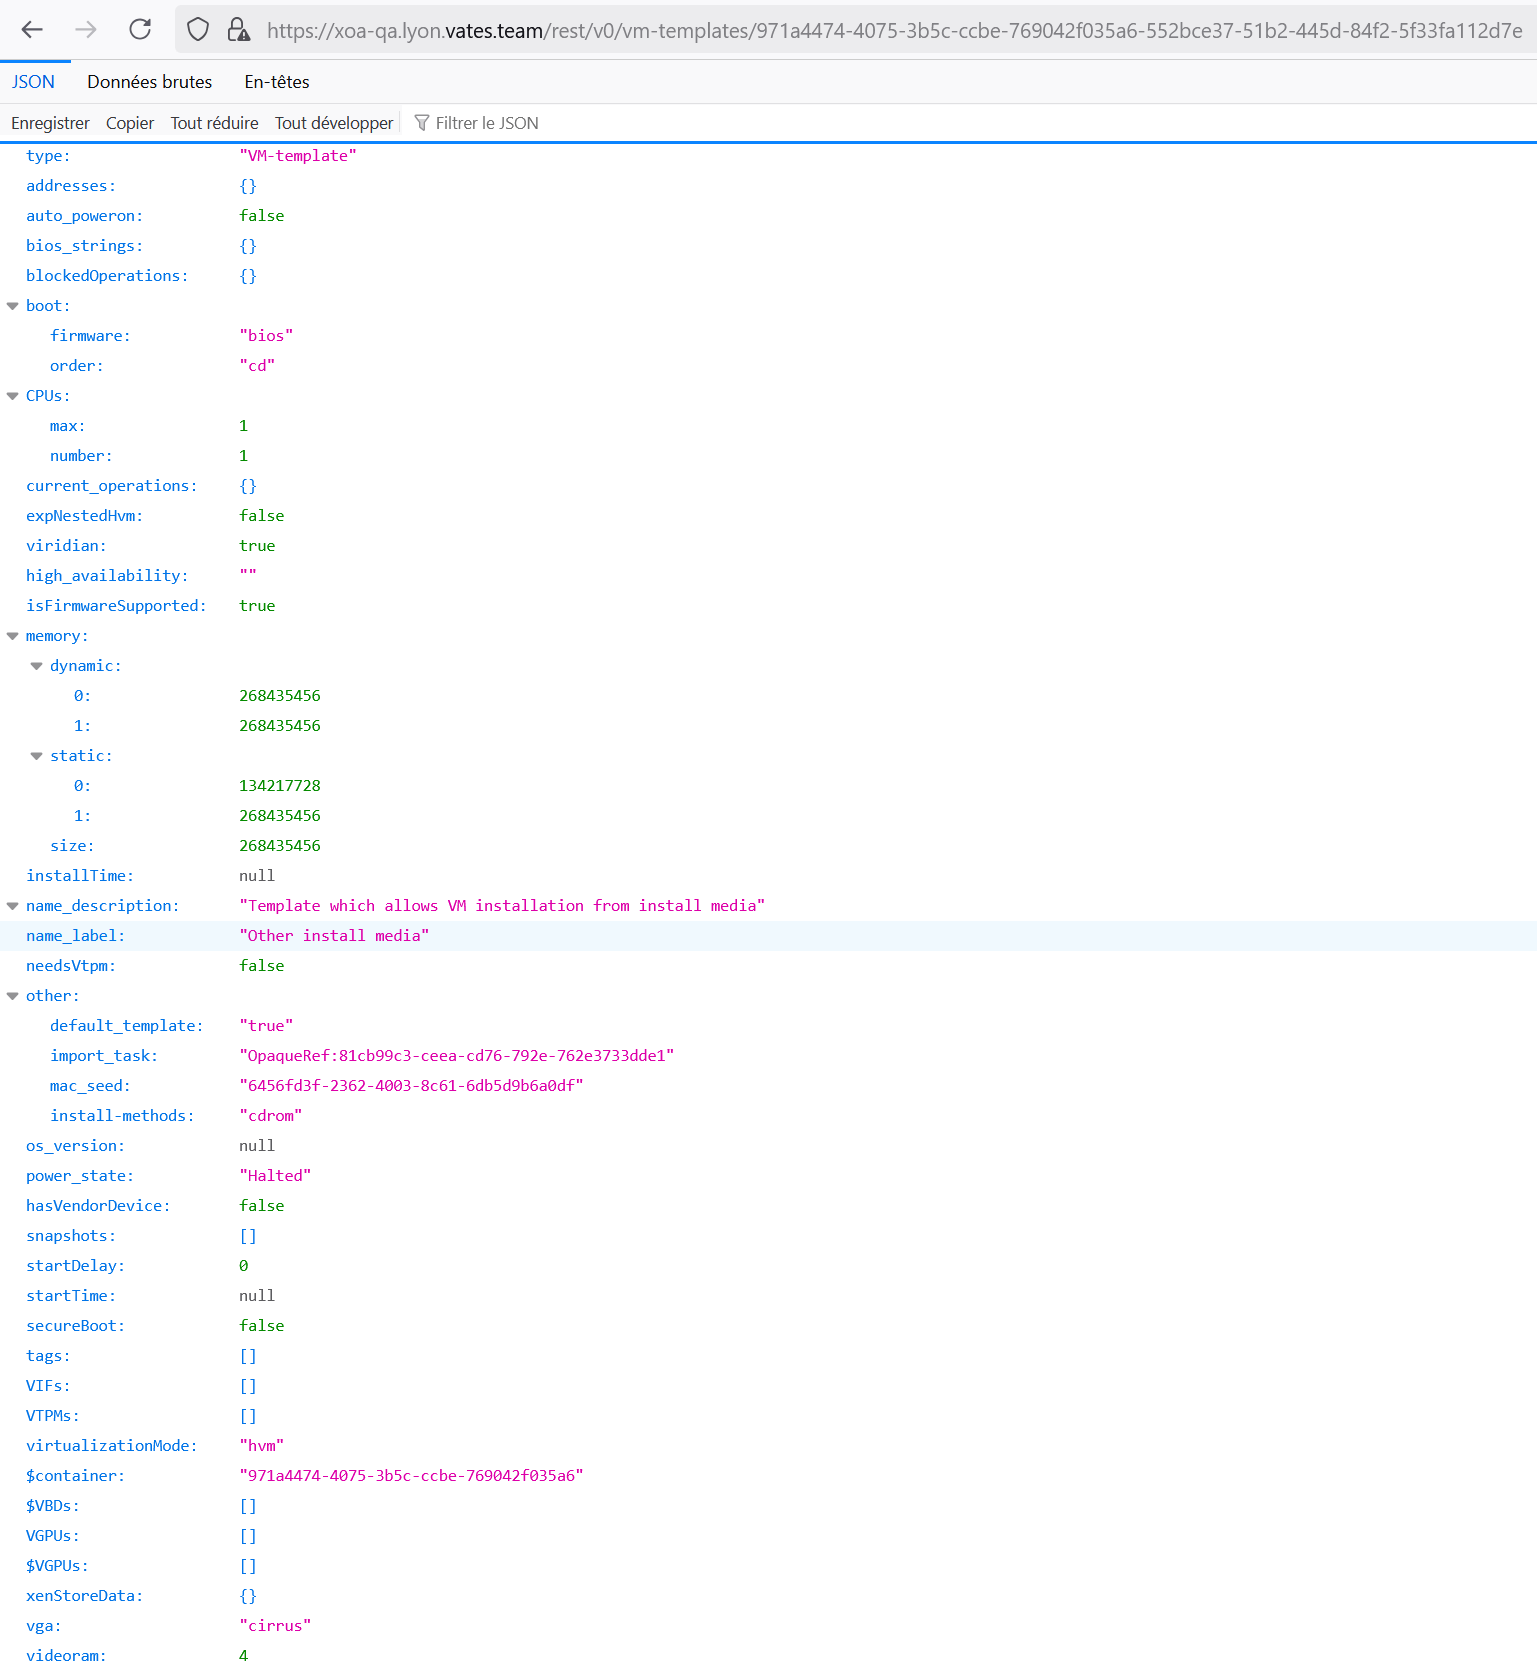 https://xoa-qa.lyon.vates.team/rest/v0/vm-templates/971a4474-4075-3b5c-ccbe-769042f035a6-552bce37-51b2-445d-84f2-5f33fa112d7e
JSON Données brutes En-têtes
Enregistrer Copier Tout réduire Tout développer Filtrer le JSON
type: "VM-template"
addresses: {}
auto_poweron: false
bios_strings: {}
blockedOperations: {}
boot:
firmware: "bios"
order: "cd"
CPUs:
max: 1
number: 1
current_operations: {}
expNestedHvm: false
viridian: true
high_availability: ""
isFirmwareSupported: true
memory:
dynamic:
0: 268435456
1: 268435456
static:
0: 134217728
1: 268435456
size: 268435456
installTime: null
name_description: "Template which allows VM installation from install media"
name_label: "Other install media"
needsVtpm: false
other:
default_template: "true"
import_task: "OpaqueRef:81cb99c3-ceea-cd76-792e-762e3733dde1"
mac_seed: "6456fd3f-2362-4003-8c61-6db5d9b6a0df"
install-methods: "cdrom"
os_version: null
power_state: "Halted"
hasVendorDevice: false
snapshots: []
startDelay: 0
startTime: null
secureBoot: false
tags: []
VIFs: []
VTPMs: []
virtualizationMode: "hvm"
$container: "971a4474-4075-3b5c-ccbe-769042f035a6"
$VBDs: []
VGPUs: []
$VGPUs: []
xenStoreData: {}
vga: "cirrus"
videoram: 4